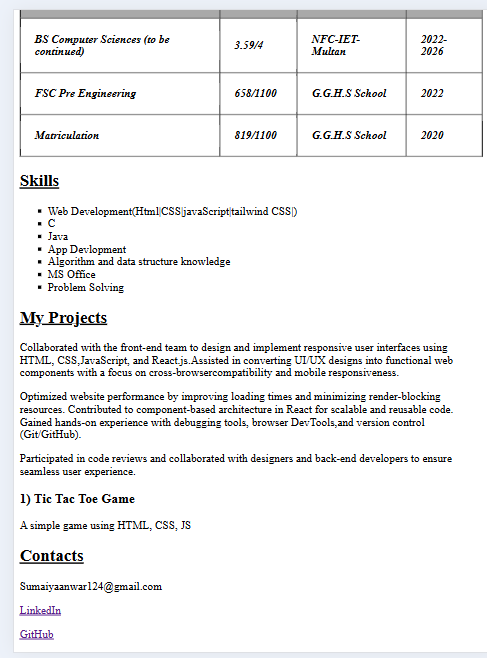 BS Computer Sciences (to be continued) 3.59/4 NFC-IET-Multan 2022-2026
FSC Pre Engineering 658/1100 G.G.H.S School 2022
Matriculation 819/1100 G.G.H.S School 2020
Skills
Web Development(Html|CSS|javaScript|tailwind CSS|)
C
Java
App Devlopment
Algorithm and data structure knowledge
MS Office
Problem Solving
My Projects
Collaborated with the front-end team to design and implement responsive user interfaces using
HTML, CSS,JavaScript, and React.js.Assisted in converting UI/UX designs into functional web
components with a focus on cross-browsercompatibility and mobile responsiveness.
Optimized website performance by improving loading times and minimizing render-blocking
resources. Contributed to component-based architecture in React for scalable and reusable code.
Gained hands-on experience with debugging tools, browser DevTools,and version control
(Git/GitHub).
Participated in code reviews and collaborated with designers and back-end developers to ensure
seamless user experience.
1) Tic Tac Toe Game
A simple game using HTML, CSS, JS
Contacts
Sumaiyaanwar124@gmail.com
LinkedIn
GitHub